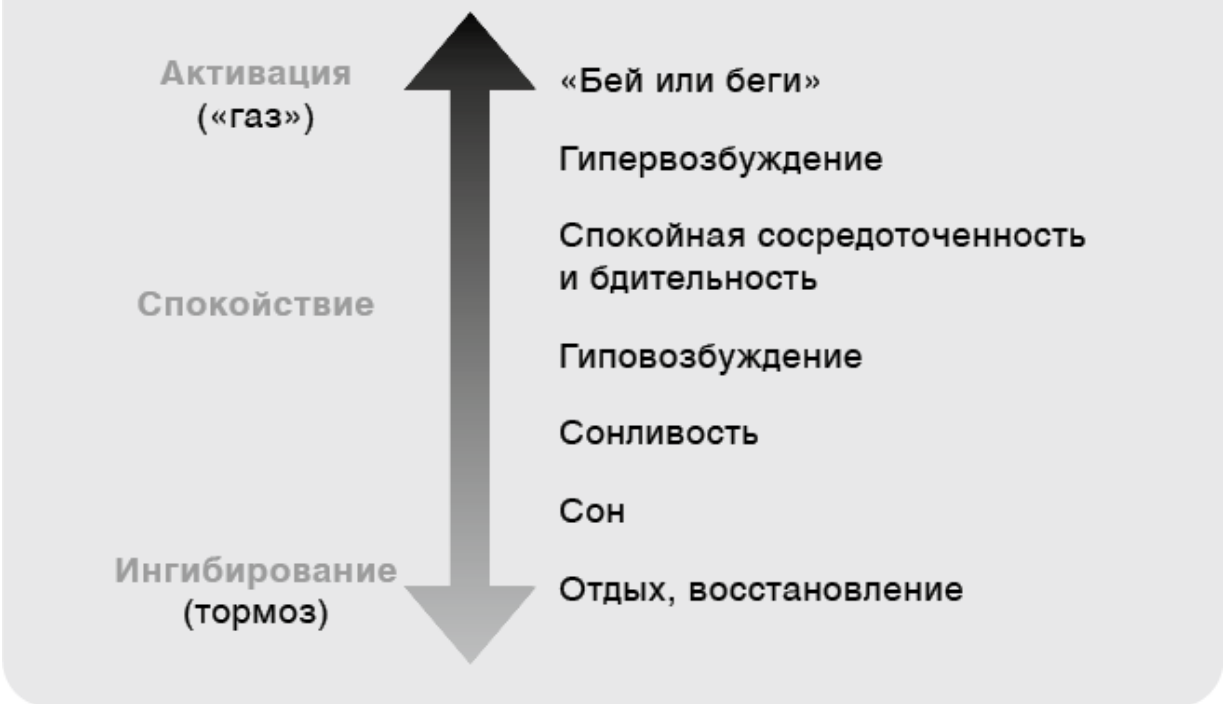 Активация
(«газ»)
Спокойствие
Ингибирование
(тормоз)
«Бей или беги»
Гипервозбуждение
Спокойная сосредоточенность
и бдительность
Гиповозбуждение
Сонливость
Сон
Отдых, восстановление